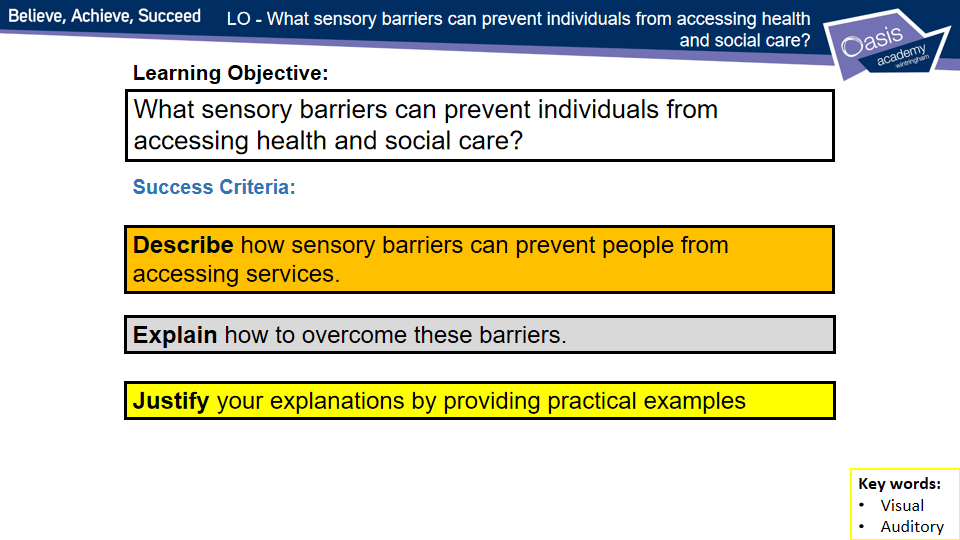 Believe, Achieve, Succeed
LO - What sensory barriers can prevent individuals from accessing health
and social care?
Oasis
academy
wintringham
Learning Objective:
What sensory barriers can prevent individuals from
accessing health and social care?
Success Criteria:
Describe how sensory barriers can prevent people from
accessing services.
Explain how to overcome these barriers.
Justify your explanations by providing practical examples
Key words:
• Visual
• Auditory